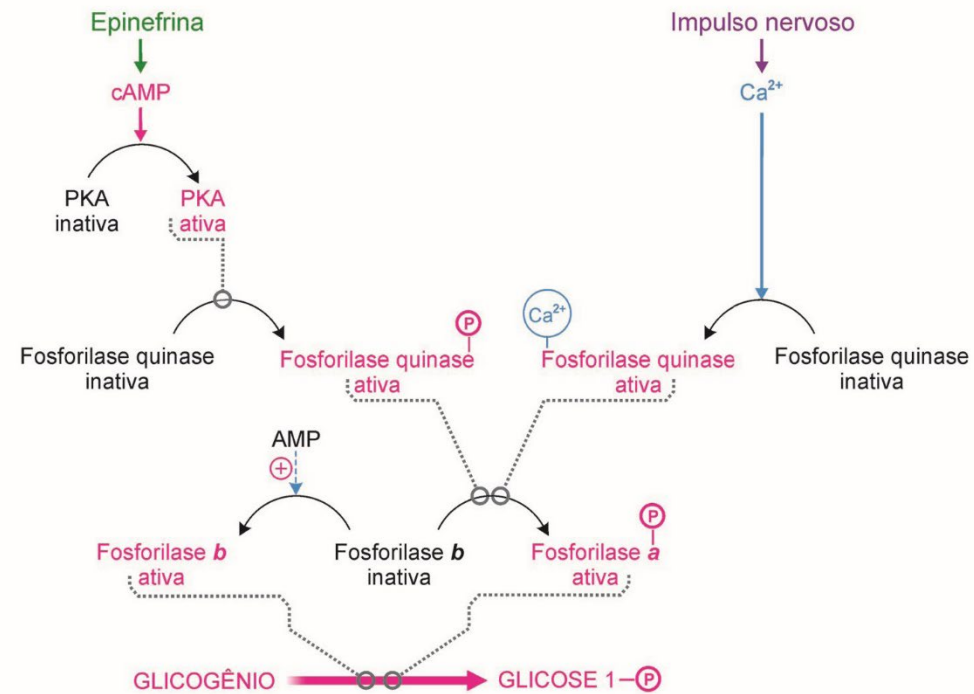 Epinefrina
Impulso nervoso
cAMP
Ca²⁺
PKA
inativa
PKA
ativa
P
Ca²⁺
Fosforilase quinase
inativa
Fosforilase quinase
ativa
Fosforilase quinase
ativa
Fosforilase quinase
inativa
AMP
+
P
Fosforilase b
ativa
Fosforilase b
inativa
Fosforilase a
ativa
GLICOGÊNIO
GLICOSE 1–P